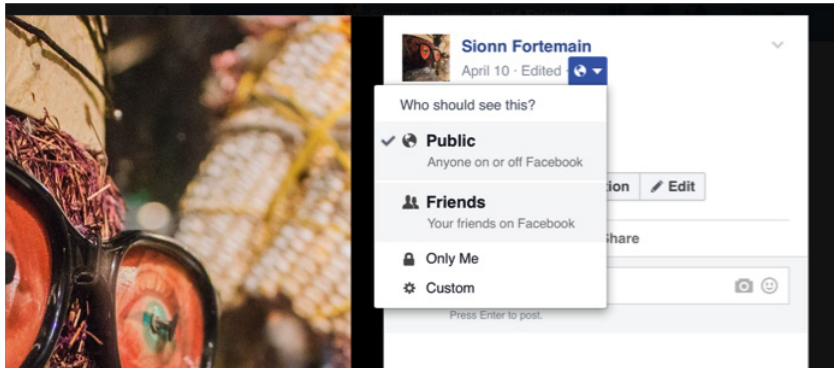 Sionn Fortemain
April 10 · Edited ·
Who should see this?
Public
Anyone on or off Facebook
Friends
Your friends on Facebook
Only Me
Custom
tion
Edit
Share
Press Enter to post.